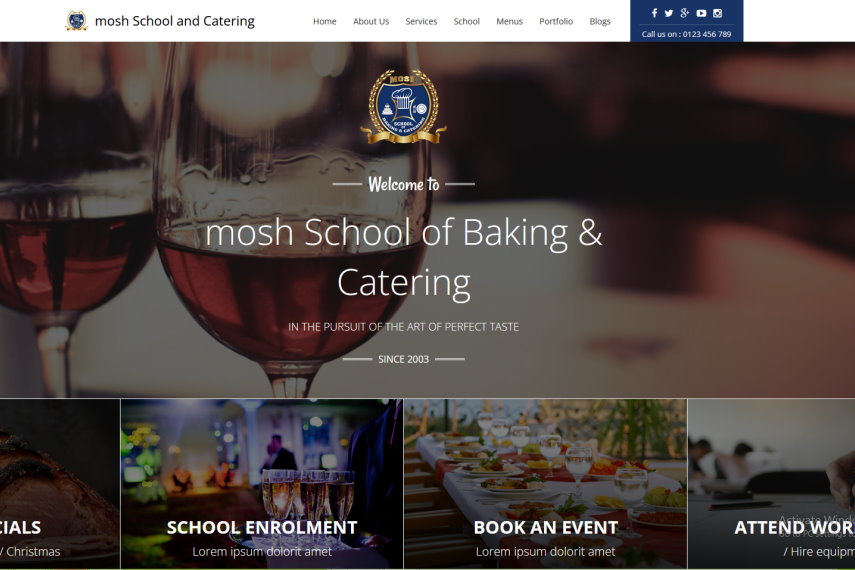 mosh School and Catering
Home About Us Services School Menus Portfolio Blogs
Call us on : 0123 456 789
MOSH
SCHOOL
OF
BAKING & CATERING
Welcome to
mosh School of Baking &
Catering
IN THE PURSUIT OF THE ART OF PERFECT TASTE
SINCE 2003
CIALS
/ Christmas
SCHOOL ENROLMENT
Lorem ipsum dolorit amet
BOOK AN EVENT
Lorem ipsum dolorit amet
Activate Wind
Go to PC settings to
ATTEND WOR
/ Hire equipm